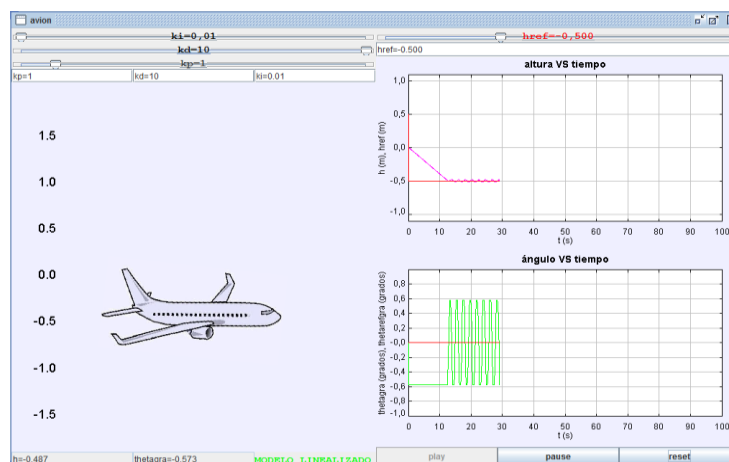 avion
ki=0,01
kd=10
kp=1
kp=1 kd=10 ki=0.01
1.5
1.0
0.5
0.0
-0.5
-1.0
-1.5
h=-0.487 thetagra=-0.573 MODELO LINEALIZADO
href=-0,500
href=-0.500
altura VS tiempo
h (m), href (m)
1,0
0,5
0,0
-0,5
-1,0
0 10 20 30 40 50 60 70 80 90 100
t (s)
ángulo VS tiempo
thetagra (grados),
(grados)
0,8
0,6
0,4
0,2
-0,0
-0,2
-0,4
-0,6
-0,8
-1,0
0 10 20 30 40 50 60 70 80 90 100
t (s)
play pause reset